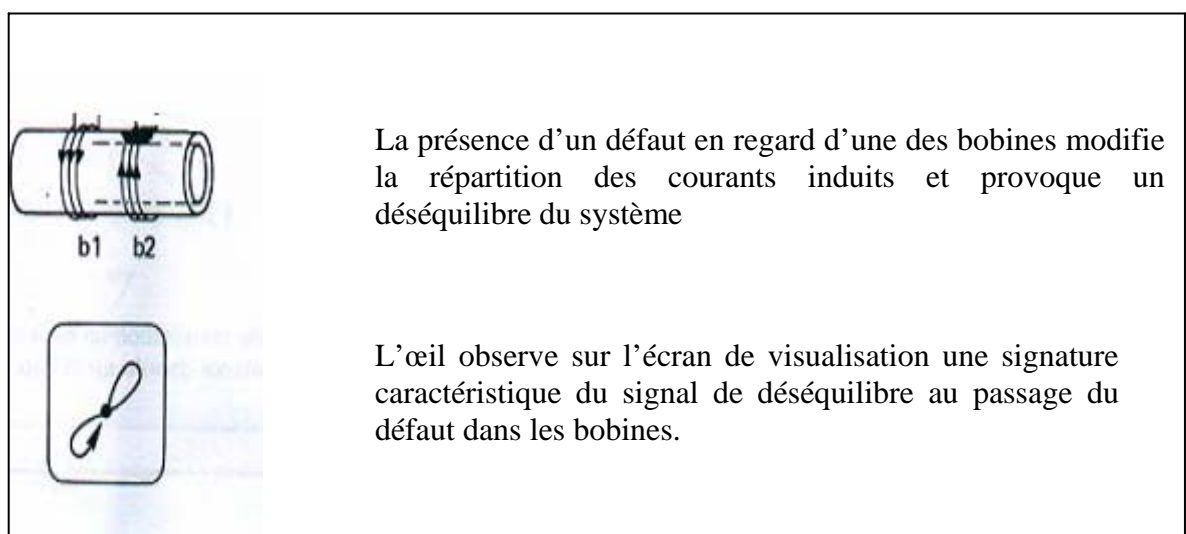 La présence d’un défaut en regard d’une des bobines modifie
la répartition des courants induits et provoque un
déséquilibre du système
b1 b2
L’œil observe sur l’écran de visualisation une signature
caractéristique du signal de déséquilibre au passage du
défaut dans les bobines.